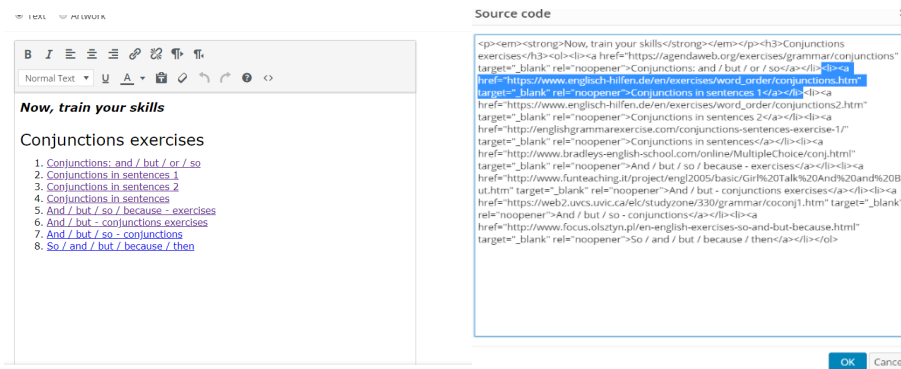 Text Artwork
Normal Text
Now, train your skills
Conjunctions exercises
1. Conjunctions: and / but / or / so
2. Conjunctions in sentences 1
3. Conjunctions in sentences 2
4. Conjunctions in sentences
5. And / but / so / because - exercises
6. And / but - conjunctions exercises
7. And / but / so - conjunctions
8. So / and / but / because / then
Source code
<p><em><strong>Now, train your skills</strong></em></p><h3>Conjunctions
exercises</h3><ol><li><a href="https://agendaweb.org/exercises/grammar/conjunctions"
target="_blank" rel="noopener">Conjunctions: and / but / or / so</a></li><li><a
href="https://www.englisch-hilfen.de/en/exercises/word_order/conjunctions.htm"
target="_blank" rel="noopener">Conjunctions in sentences 1</a></li><li><a
href="https://www.englisch-hilfen.de/en/exercises/word_order/conjunctions2.htm"
target="_blank" rel="noopener">Conjunctions in sentences 2</a></li><li><a
href="http://englishgrammarexercise.com/conjunctions-sentences-exercise-1/"
target="_blank" rel="noopener">Conjunctions in sentences</a></li><li><a
href="http://www.bradleys-english-school.com/online/MultipleChoice/conj.html"
target="_blank" rel="noopener">And / but / so / because - exercises</a></li><li><a
href="http://www.funteaching.it/project/engl2005/basic/Girl%20Talk%20And%20and%20B
ut.htm" target="_blank" rel="noopener">And / but - conjunctions exercises</a></li><li><a
href="https://web2.uvcs.uvic.ca/elc/studyzone/330/grammar/coconj1.htm" target="_blank"
rel="noopener">And / but / so - conjunctions</a></li><li><a
href="http://www.focus.olsztyn.pl/en-english-exercises-so-and-but-because.html"
target="_blank" rel="noopener">So / and / but / because / then</a></li></ol>
OK Cance